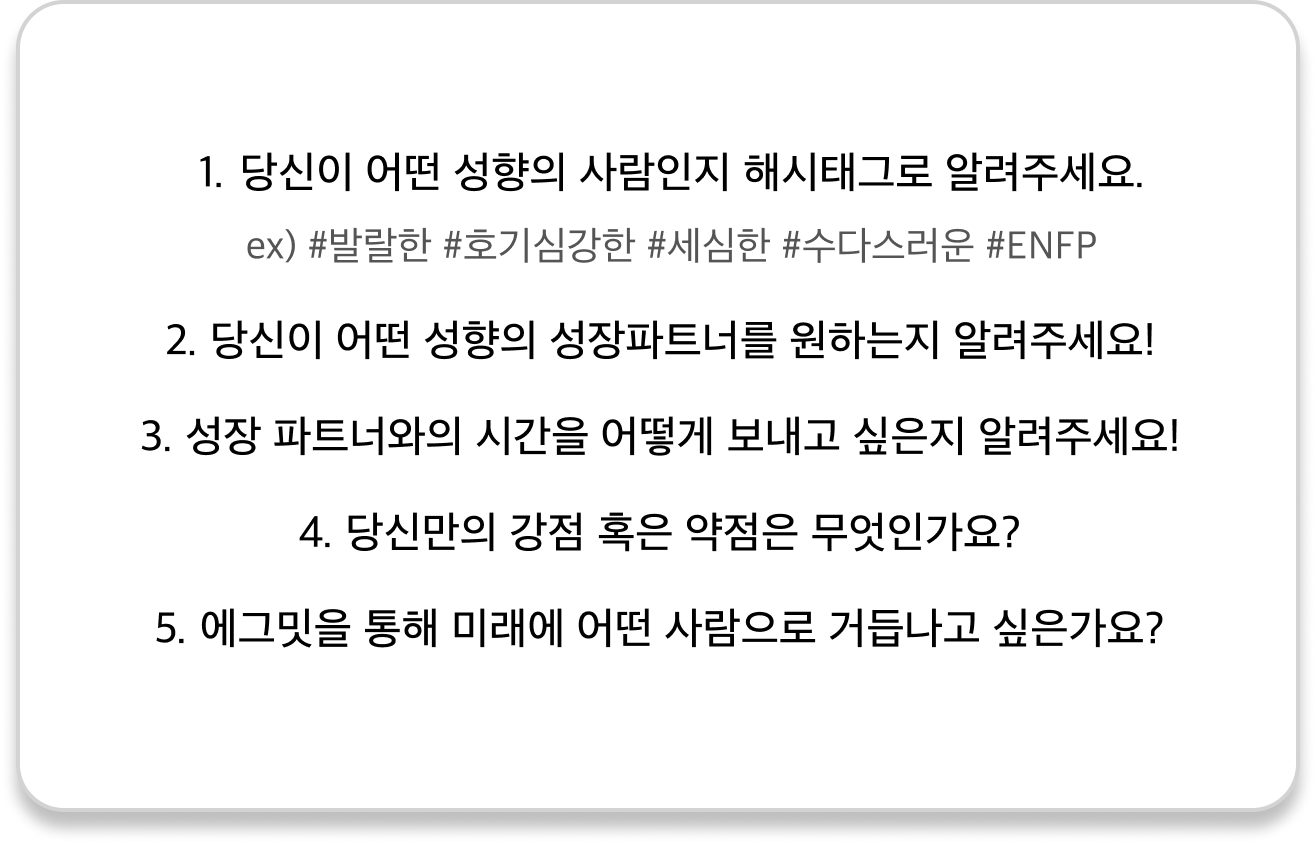 1. 당신이 어떤 성향의 사람인지 해시태그로 알려주세요.
ex) #발랄한 #호기심강한 #세심한 #수다스러운 #ENFP
2. 당신이 어떤 성향의 성장파트너를 원하는지 알려주세요!
3. 성장 파트너와의 시간을 어떻게 보내고 싶은지 알려주세요!
4. 당신만의 강점 혹은 약점은 무엇인가요?
5. 에그밋을 통해 미래에 어떤 사람으로 거듭나고 싶은가요?